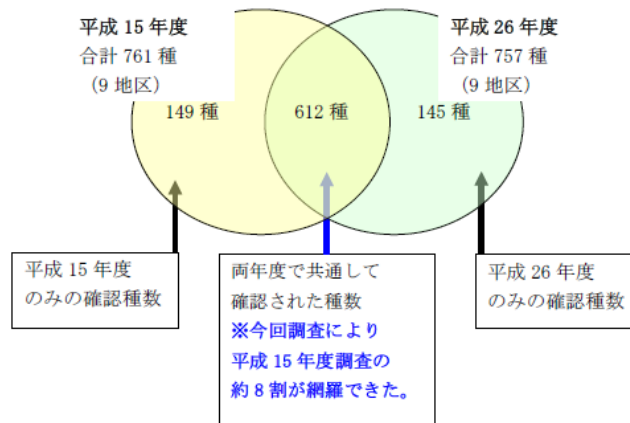 平成 15 年度
合計 761 種
（9 地区）
平成 26 年度
合計 757 種
（9 地区）
149 種
612 種
145 種
平成 15 年度
のみの確認種数
両年度で共通して
確認された種数
※今回調査により
平成 15 年度調査の
約 8 割が網羅できた。
平成 26 年度
のみの確認種数